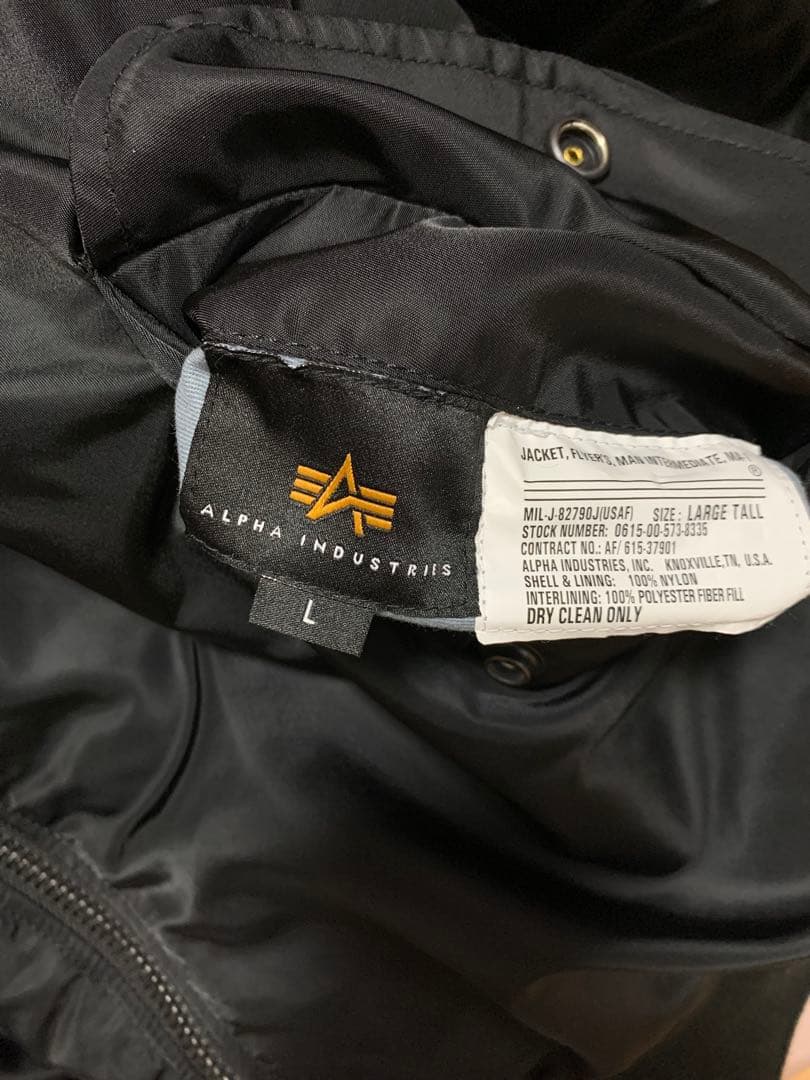 ALPHA INDUSTRIES
L
JACKET, FLYER'S, MAN INTERMEDIATE, MA-
®
MIL-J-82790J(USAF) SIZE: LARGE TALL
STOCK NUMBER: 0615-00-573-8335
CONTRACT NO.: AF/ 615-37901
ALPHA INDUSTRIES, INC. KNOXVILLE,TN, U.S.A.
SHELL & LINING: 100% NYLON
INTERLINING: 100% POLYESTER FIBER FILL
DRY CLEAN ONLY